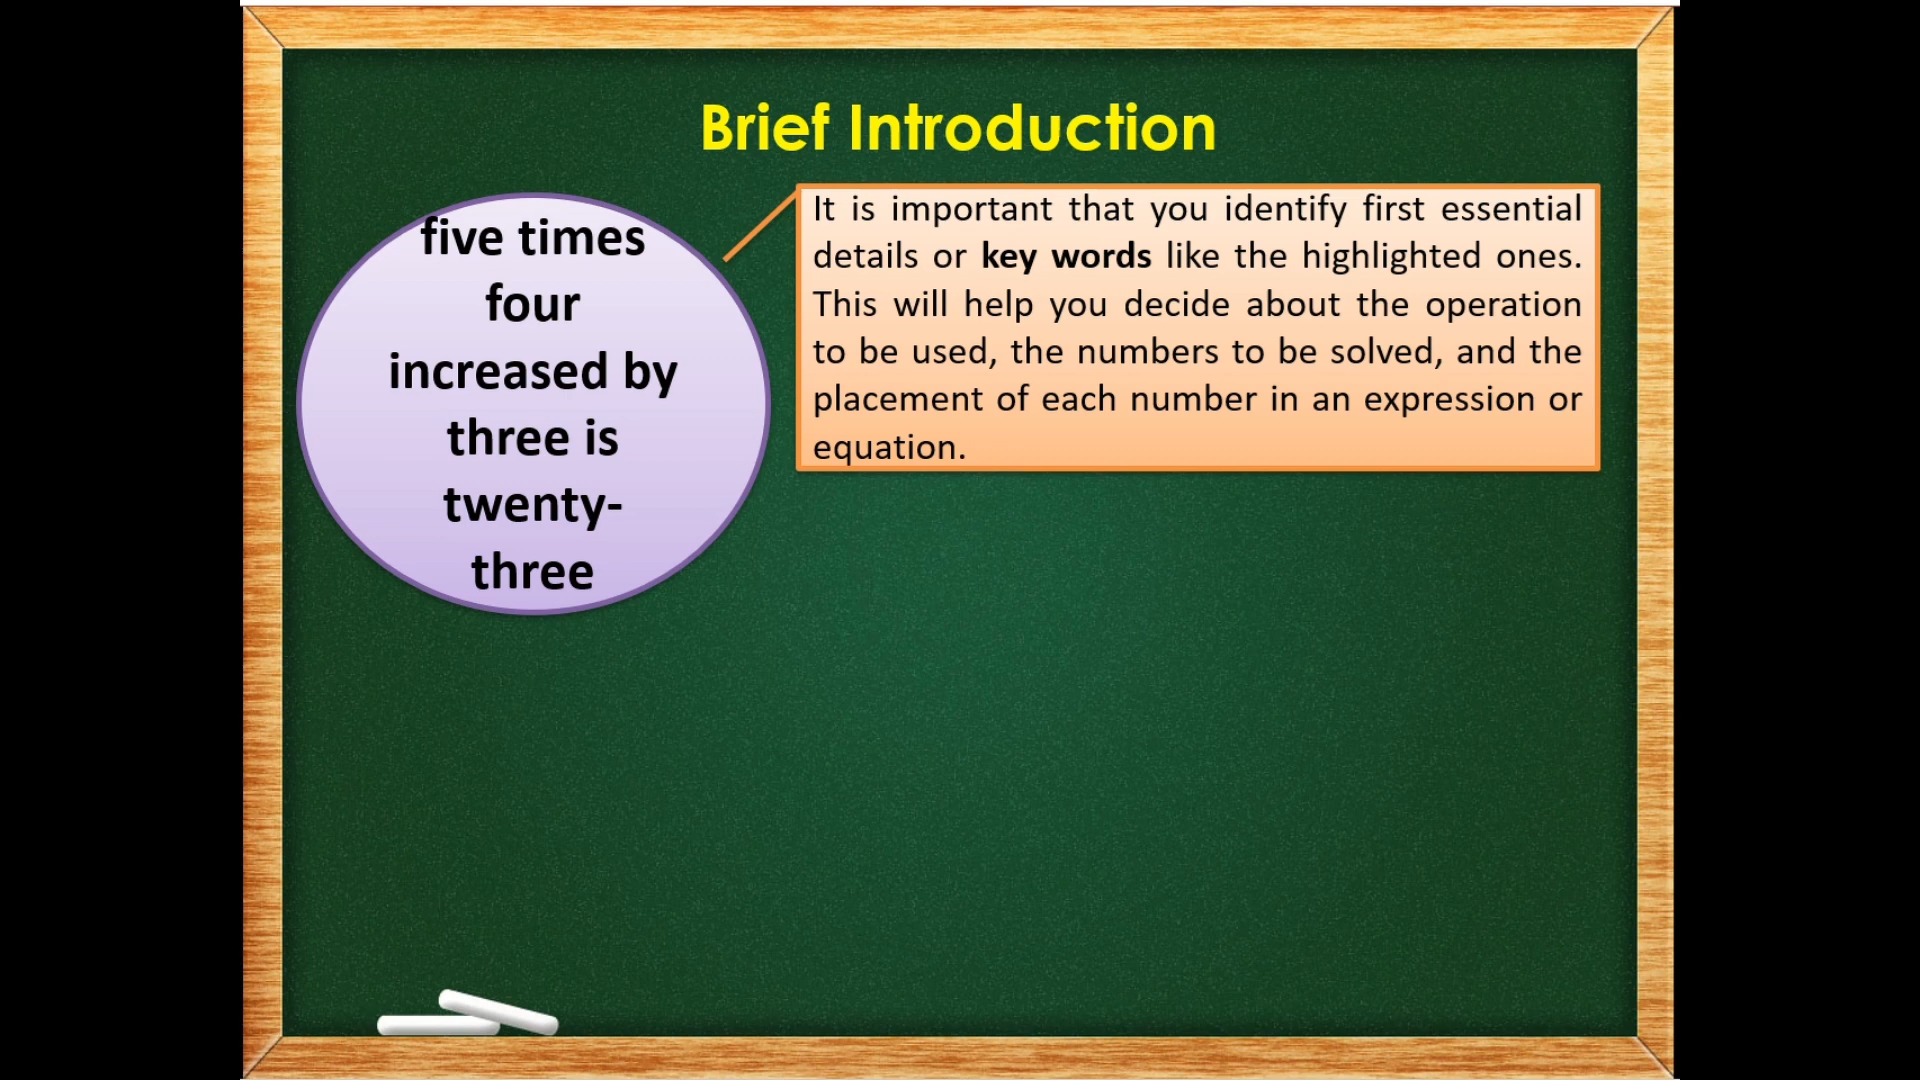 Brief Introduction
five times
four
increased by
three is
twenty-
three
It is important that you identify first essential
details or key words like the highlighted ones.
This will help you decide about the operation
to be used, the numbers to be solved, and the
placement of each number in an expression or
equation.